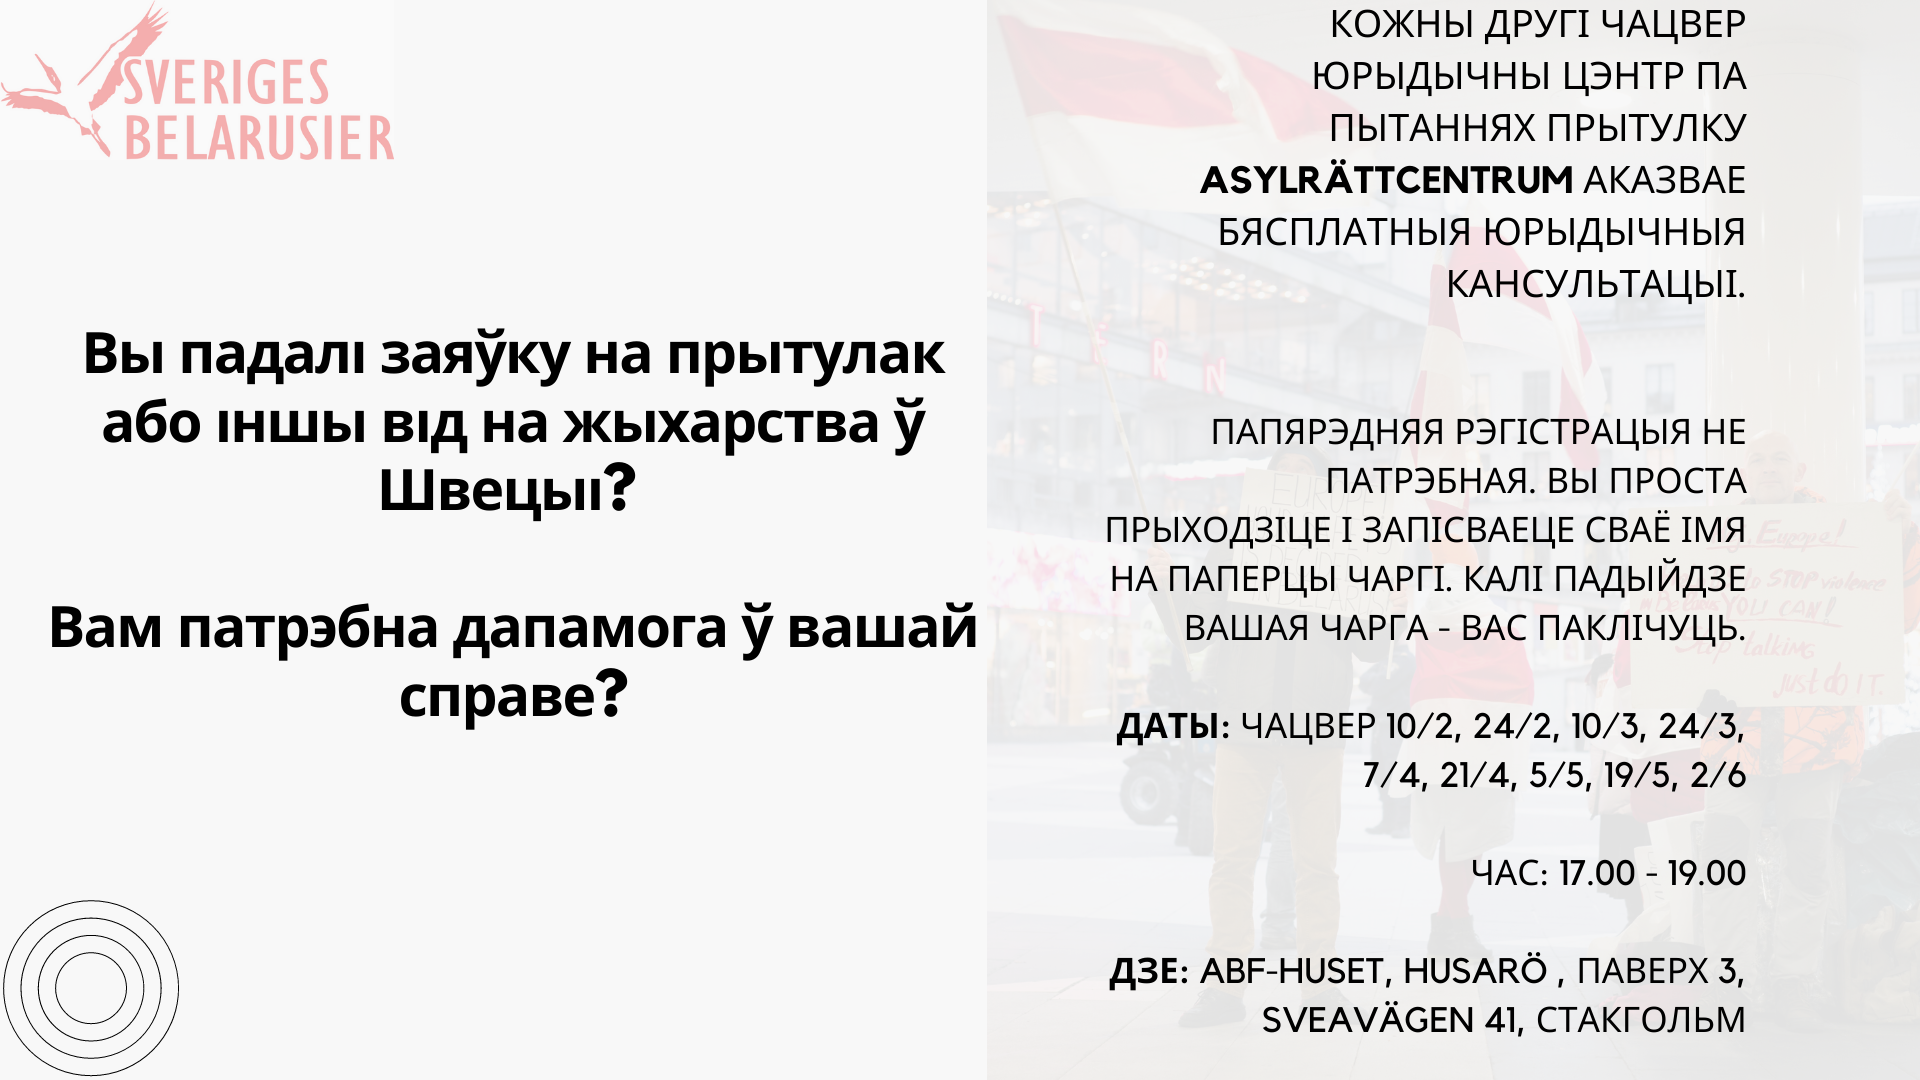 SVERIGES
BELARUSIER
Вы падалі заяўку на прытулак
або іншы від на жыхарства ў
Швецыі?
Вам патрэбна дапамога ў вашай
справе?
КОЖНЫ ДРУГІ ЧАЦВЕР
ЮРЫДЫЧНЫ ЦЭНТР ПА
ПЫТАННЯХ ПРЫТУЛКУ
ASYLRÄTTCENTRUM АКАЗВАЕ
БЯСПЛАТНЫЯ ЮРЫДЫЧНЫЯ
КАНСУЛЬТАЦЫІ.
ПАПЯРЭДНЯЯ РЭГІСТРАЦЫЯ НЕ
ПАТРЭБНАЯ. ВЫ ПРОСТА
ПРЫХОДЗІЦЕ І ЗАПІСВАЕЦЕ СВАЁ ІМЯ
НА ПАПЕРЦЫ ЧАРГІ. КАЛІ ПАДЫЙДЗЕ
ВАШАЯ ЧАРГА - ВАС ПАКЛІЧУЦЬ.
ДАТЫ: ЧАЦВЕР 10/2, 24/2, 10/3, 24/3,
7/4, 21/4, 5/5, 19/5, 2/6
ЧАС: 17.00 - 19.00
ДЗЕ: ABF-HUSET, HUSARÖ , ПАВЕРХ 3,
SVEAVÄGEN 41, СТАКГОЛЬМ